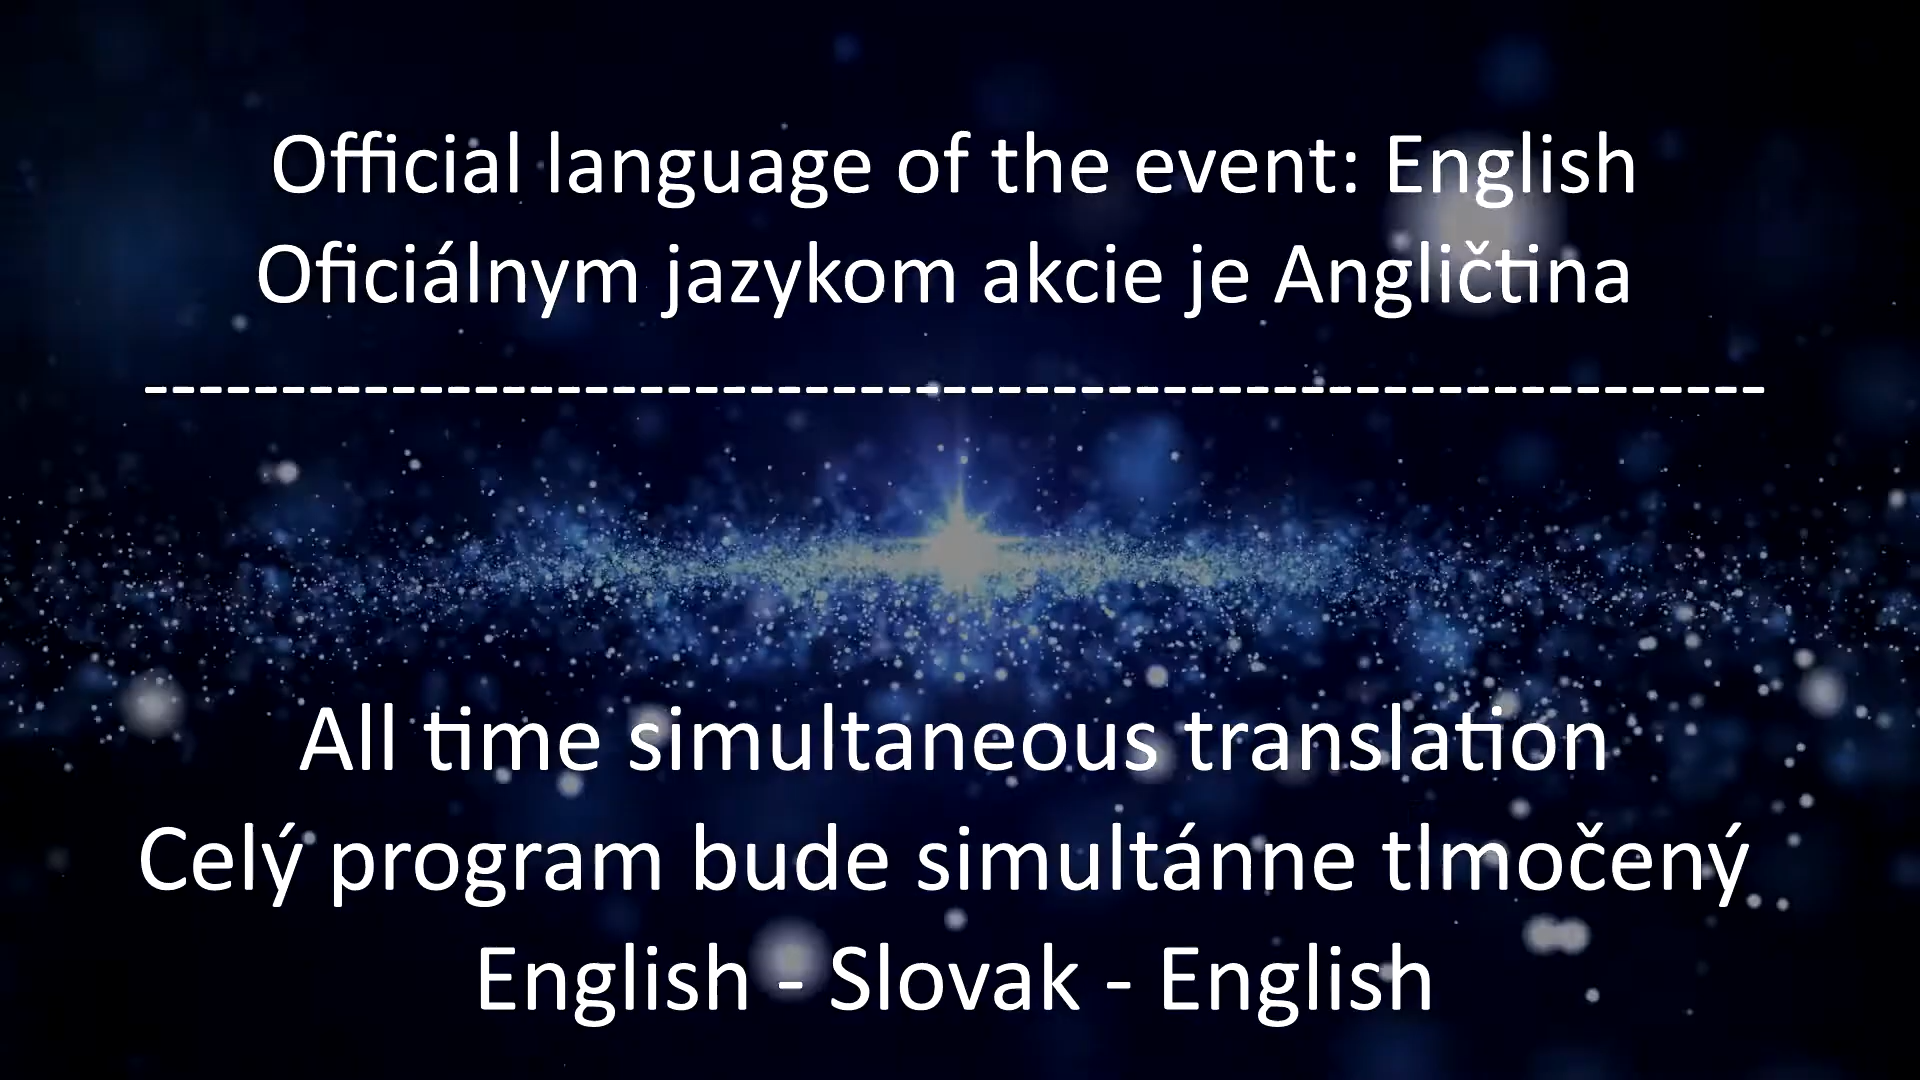 Official language of the event: English
Oficiálnym jazykom akcie je Angličtina
-----------------------------------------------------------
All time simultaneous translation
Celý program bude simultánne tlmočený
English - Slovak - English